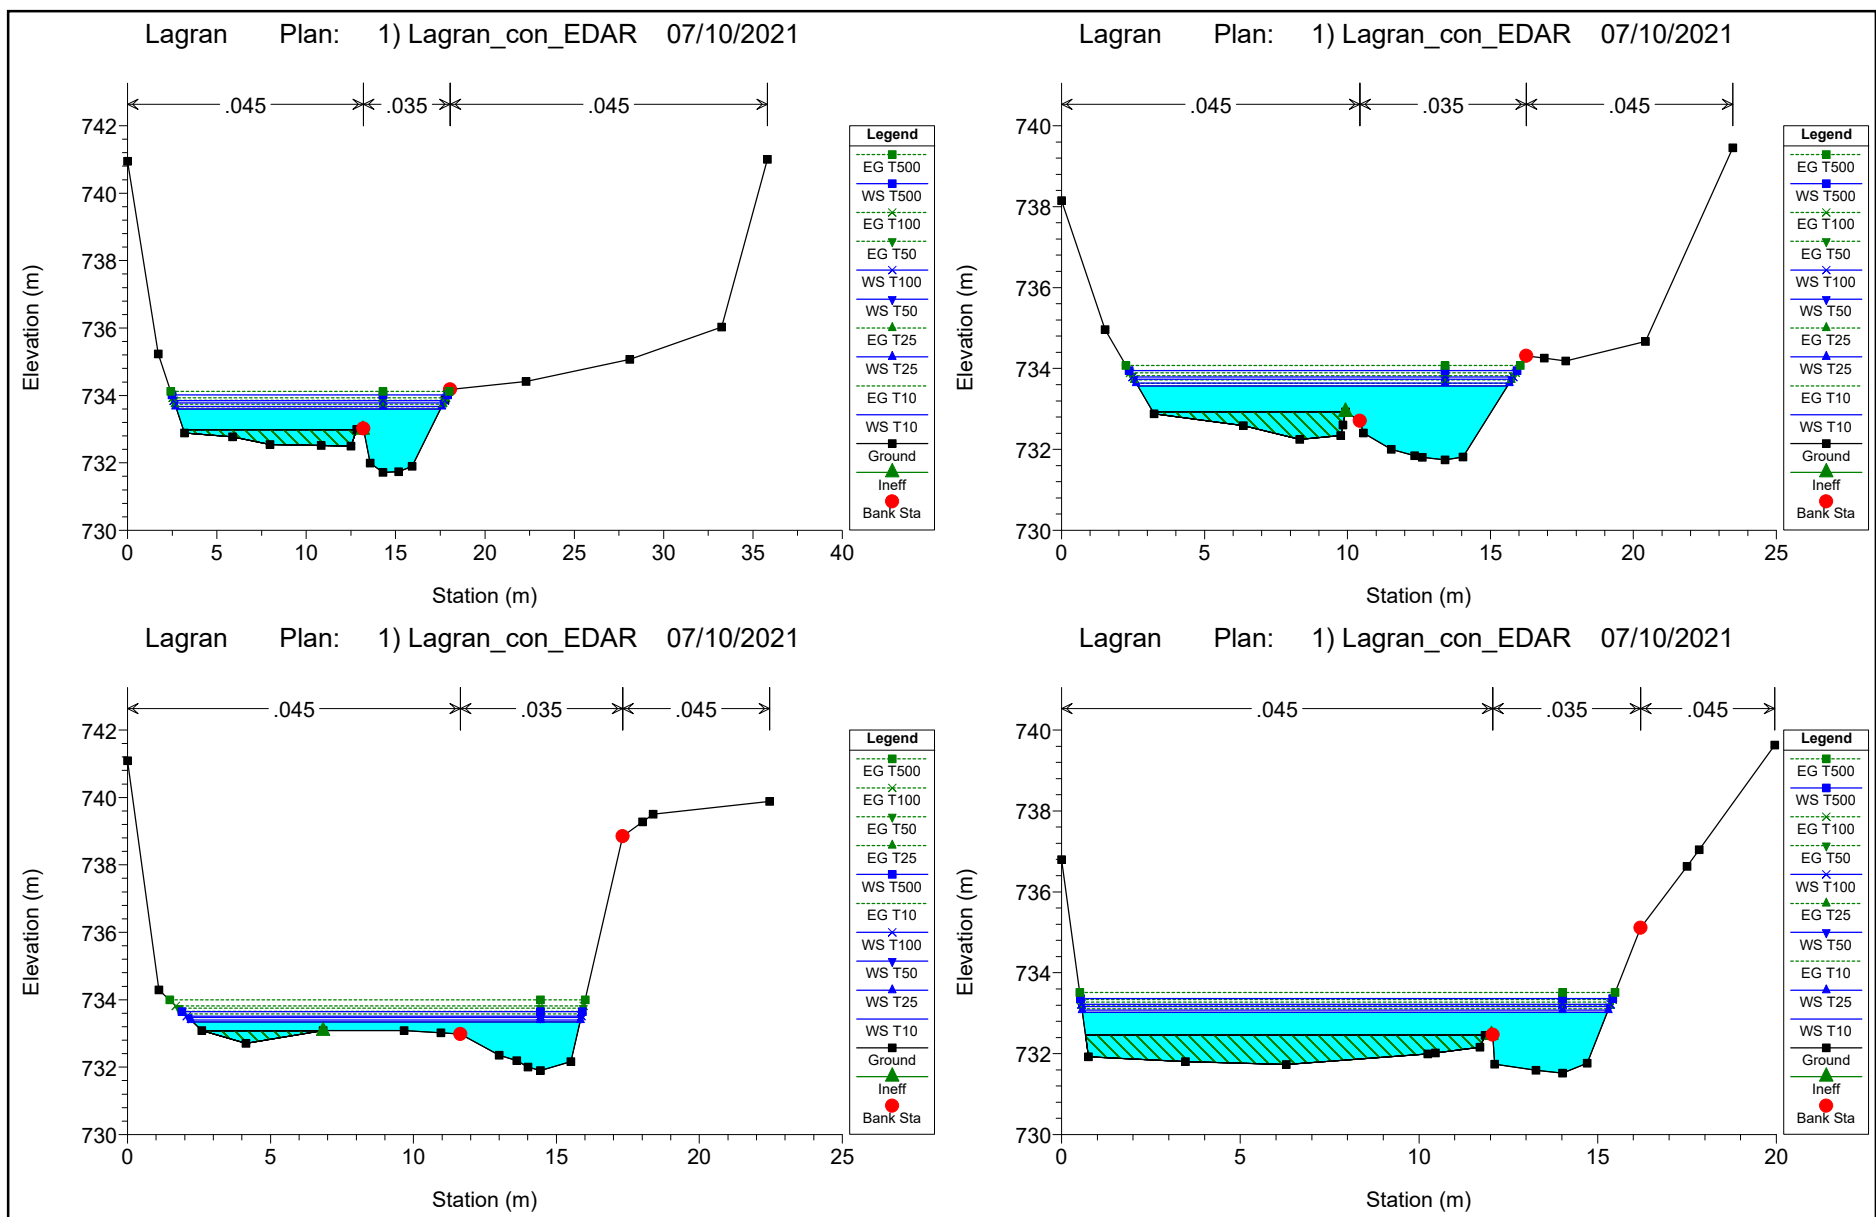 Lagran Plan: 1) Lagran_con_EDAR 07/10/2021
.045 .035 .045
742
740
738
736
734
732
730
0 5 10 15 20 25 30 35 40
Station (m)
Elevation (m)
Legend
EG T500
WS T500
EG T100
EG T50
WS T100
WS T50
EG T25
WS T25
EG T10
WS T10
Ground
Ineff
Bank Sta
Lagran Plan: 1) Lagran_con_EDAR 07/10/2021
.045 .035 .045
740
738
736
734
732
730
0 5 10 15 20 25
Station (m)
Elevation (m)
Legend
EG T500
WS T500
EG T100
EG T50
WS T100
WS T50
EG T25
WS T25
EG T10
WS T10
Ground
Ineff
Bank Sta
Lagran Plan: 1) Lagran_con_EDAR 07/10/2021
.045 .035 .045
742
740
738
736
734
732
730
0 5 10 15 20 25
Station (m)
Elevation (m)
Legend
EG T500
EG T100
EG T50
EG T25
WS T500
EG T10
WS T100
WS T50
WS T25
WS T10
Ground
Ineff
Bank Sta
Lagran Plan: 1) Lagran_con_EDAR 07/10/2021
.045 .035 .045
740
738
736
734
732
730
0 5 10 15 20
Station (m)
Elevation (m)
Legend
EG T500
WS T500
EG T100
EG T50
WS T100
EG T25
WS T50
EG T10
WS T25
WS T10
Ground
Ineff
Bank Sta